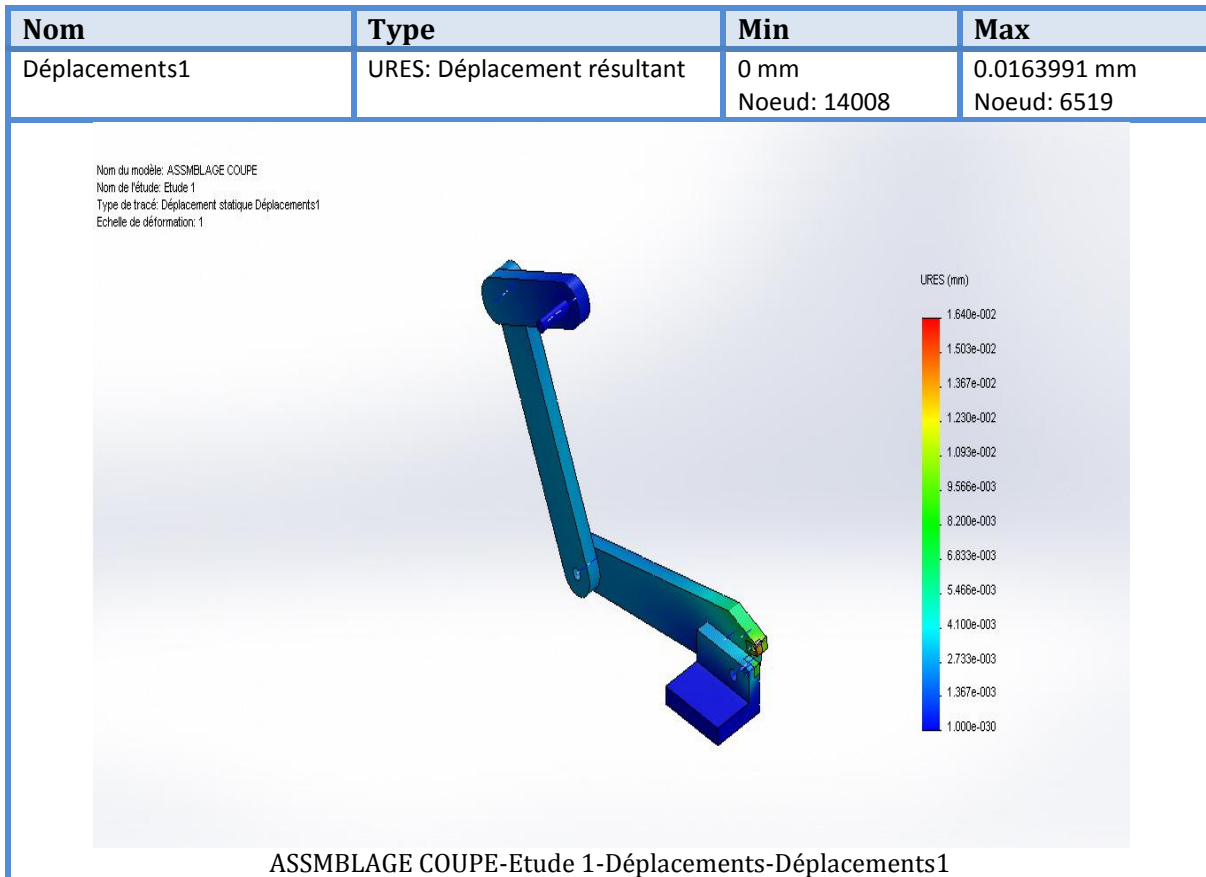 Nom Type Min Max
Déplacements1 URES: Déplacement résultant 0 mm 0.0163991 mm
Noeud: 14008 Noeud: 6519
Nom du modèle: ASSMBLAGE COUPE
Nom de l'étude: Etude 1
Type de tracé: Déplacement statique Déplacements1
Echelle de déformation: 1
URES (mm)
1.640e-002
1.503e-002
1.367e-002
1.230e-002
1.093e-002
9.566e-003
8.200e-003
6.833e-003
5.466e-003
4.100e-003
2.733e-003
1.367e-003
1.000e-030
ASSMBLAGE COUPE-Etude 1-Déplacements-Déplacements1